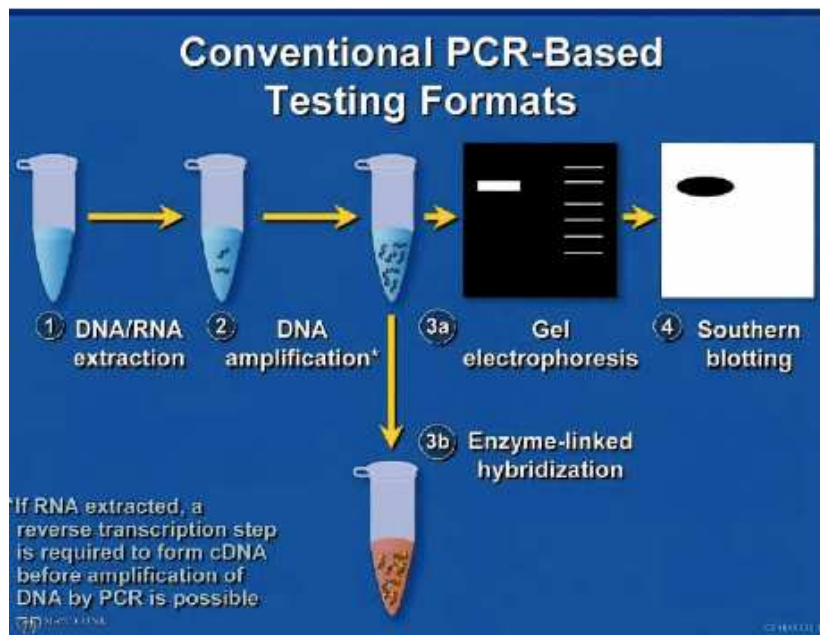 Conventional PCR-Based
Testing Formats
1 DNA/RNA
extraction
2 DNA
amplification*
3a Gel
electrophoresis
4 Southern
blotting
3b Enzyme-linked
hybridization
*If RNA extracted, a
reverse transcription step
is required to form cDNA
before amplification of
DNA by PCR is possible